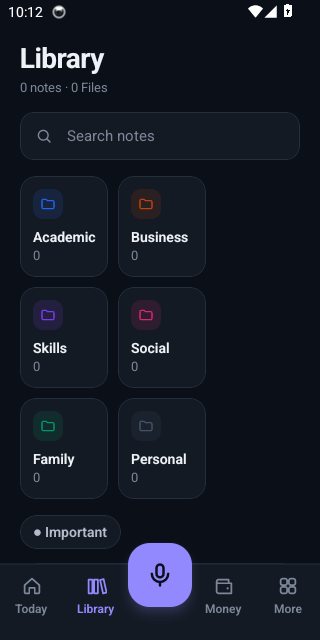 10:12
Library
0 notes · 0 Files
Search notes
Academic
0
Business
0
Skills
0
Social
0
Family
0
Personal
0
Important
Today
Library
Money
More